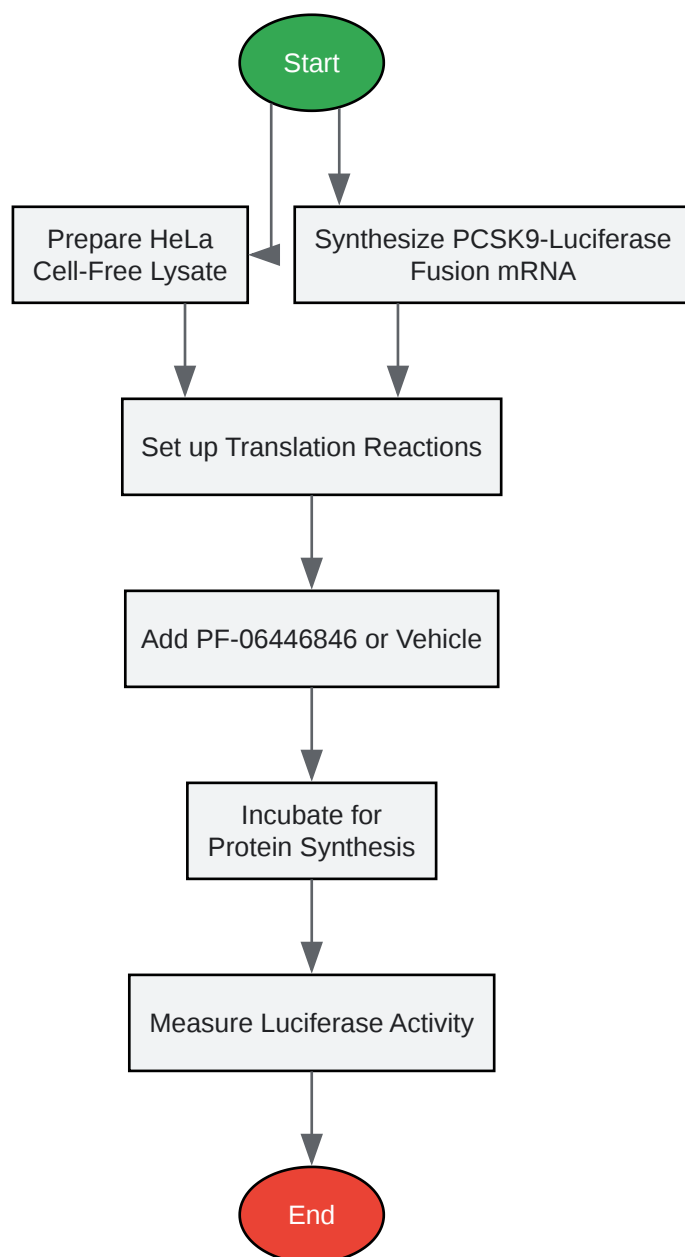 Start
Prepare HeLa
Cell-Free Lysate
Synthesize PCSK9-Luciferase
Fusion mRNA
Set up Translation Reactions
Add PF-06446846 or Vehicle
Incubate for
Protein Synthesis
Measure Luciferase Activity
End